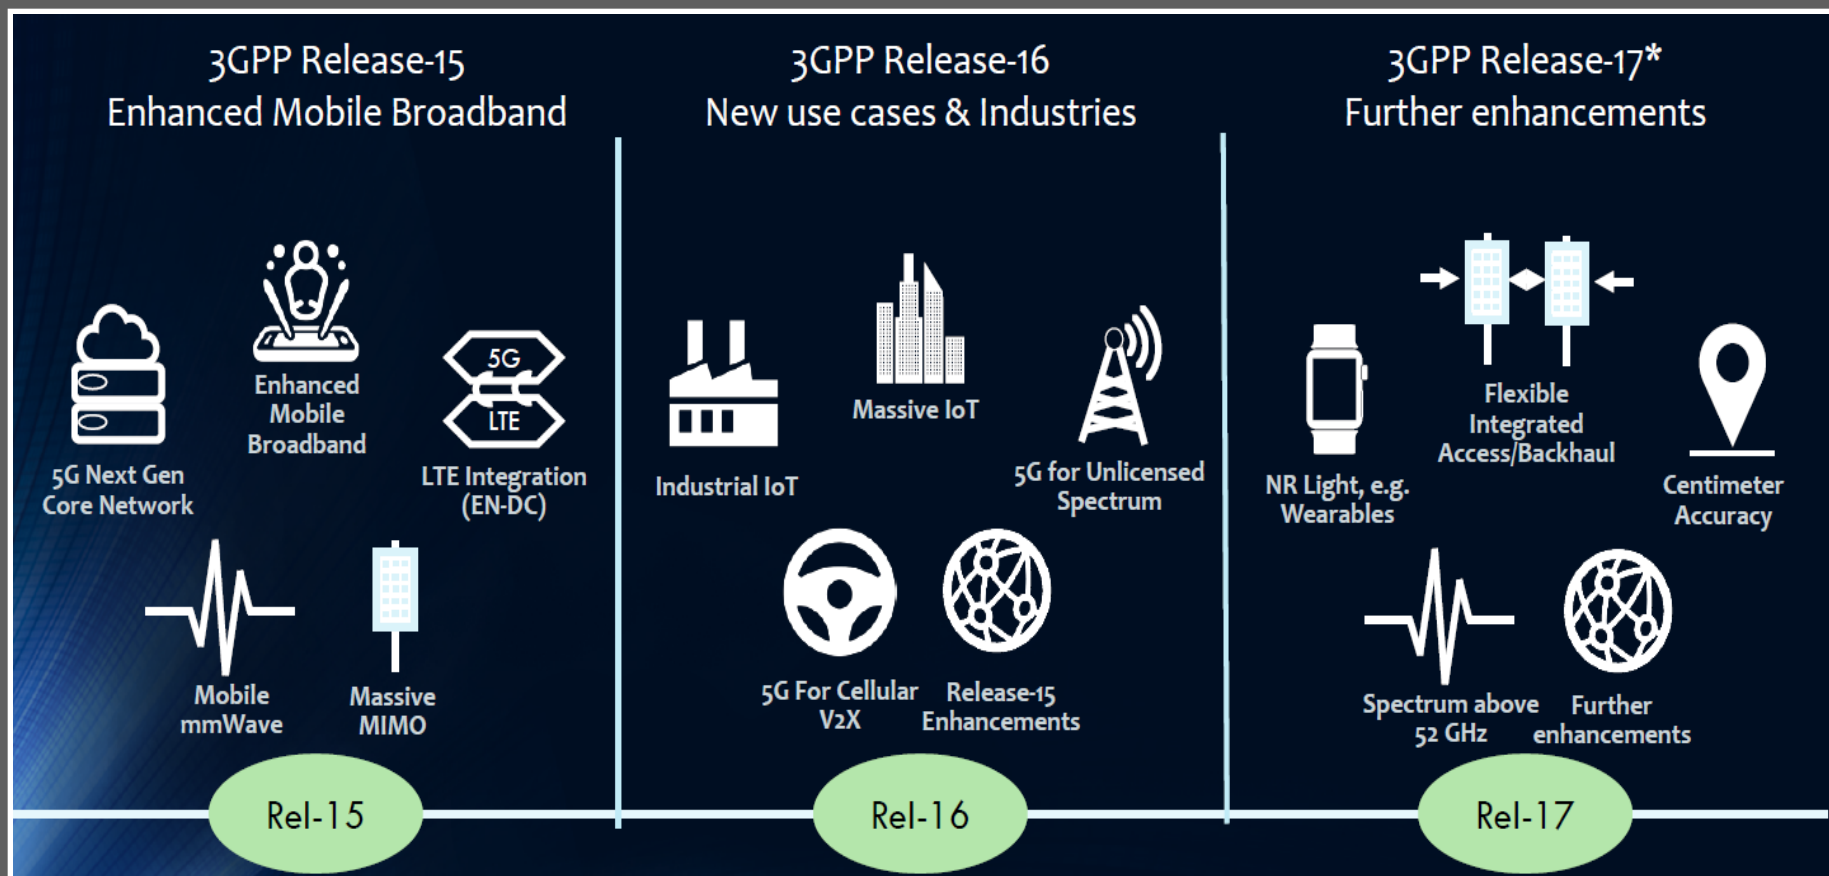 3GPP Release-15
Enhanced Mobile Broadband
5G Next Gen
Core Network
Enhanced
Mobile
Broadband
5G
LTE
LTE Integration
(EN-DC)
Mobile
mmWave
Massive
MIMO
Rel-15
3GPP Release-16
New use cases & Industries
Industrial IoT
Massive IoT
5G for Unlicensed
Spectrum
5G For Cellular
V2X
Release-15
Enhancements
Rel-16
3GPP Release-17*
Further enhancements
NR Light, e.g.
Wearables
Flexible
Integrated
Access/Backhaul
Centimeter
Accuracy
Spectrum above
52 GHz
Further
enhancements
Rel-17